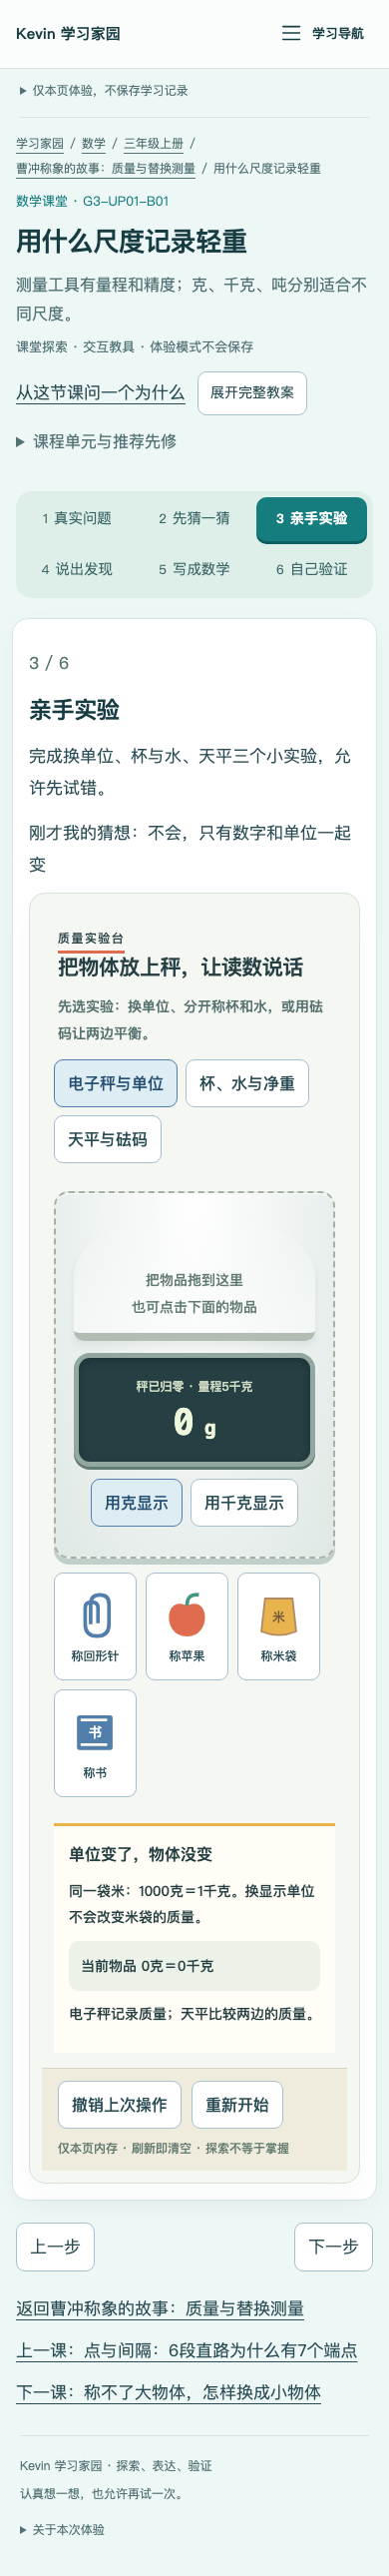 Kevin 学习家园
学习导航
仅本页体验，不保存学习记录
学习家园 / 数学 / 三年级上册 /
曹冲称象的故事：质量与替换测量 / 用什么尺度记录轻重
数学课堂 · G3-UP01-B01
用什么尺度记录轻重
测量工具有量程和精度；克、千克、吨分别适合不
同尺度。
课堂探索 · 交互教具 · 体验模式不会保存
从这节课问一个为什么
展开完整教案
课程单元与推荐先修
1 真实问题
2 先猜一猜
3 亲手实验
4 说出发现
5 写成数学
6 自己验证
3 / 6
亲手实验
完成换单位、杯与水、天平三个小实验，允
许先试错。
刚才我的猜想：不会，只有数字和单位一起
变
质量实验台
把物体放上秤，让读数说话
先选实验：换单位、分开称杯和水，或用砝
码让两边平衡。
电子秤与单位
杯、水与净重
天平与砝码
把物品拖到这里
也可点击下面的物品
秤已归零 · 量程5千克
0 g
用克显示
用千克显示
称回形针
称苹果
米
称米袋
书
称书
单位变了，物体没变
同一袋米：1000克＝1千克。换显示单位
不会改变米袋的质量。
当前物品 0克＝0千克
电子秤记录质量；天平比较两边的质量。
撤销上次操作
重新开始
仅本页内存 · 刷新即清空 · 探索不等于掌握
上一步
下一步
返回曹冲称象的故事：质量与替换测量
上一课：点与间隔：6段直路为什么有7个端点
下一课：称不了大物体，怎样换成小物体
Kevin 学习家园 · 探索、表达、验证
认真想一想，也允许再试一次。
关于本次体验